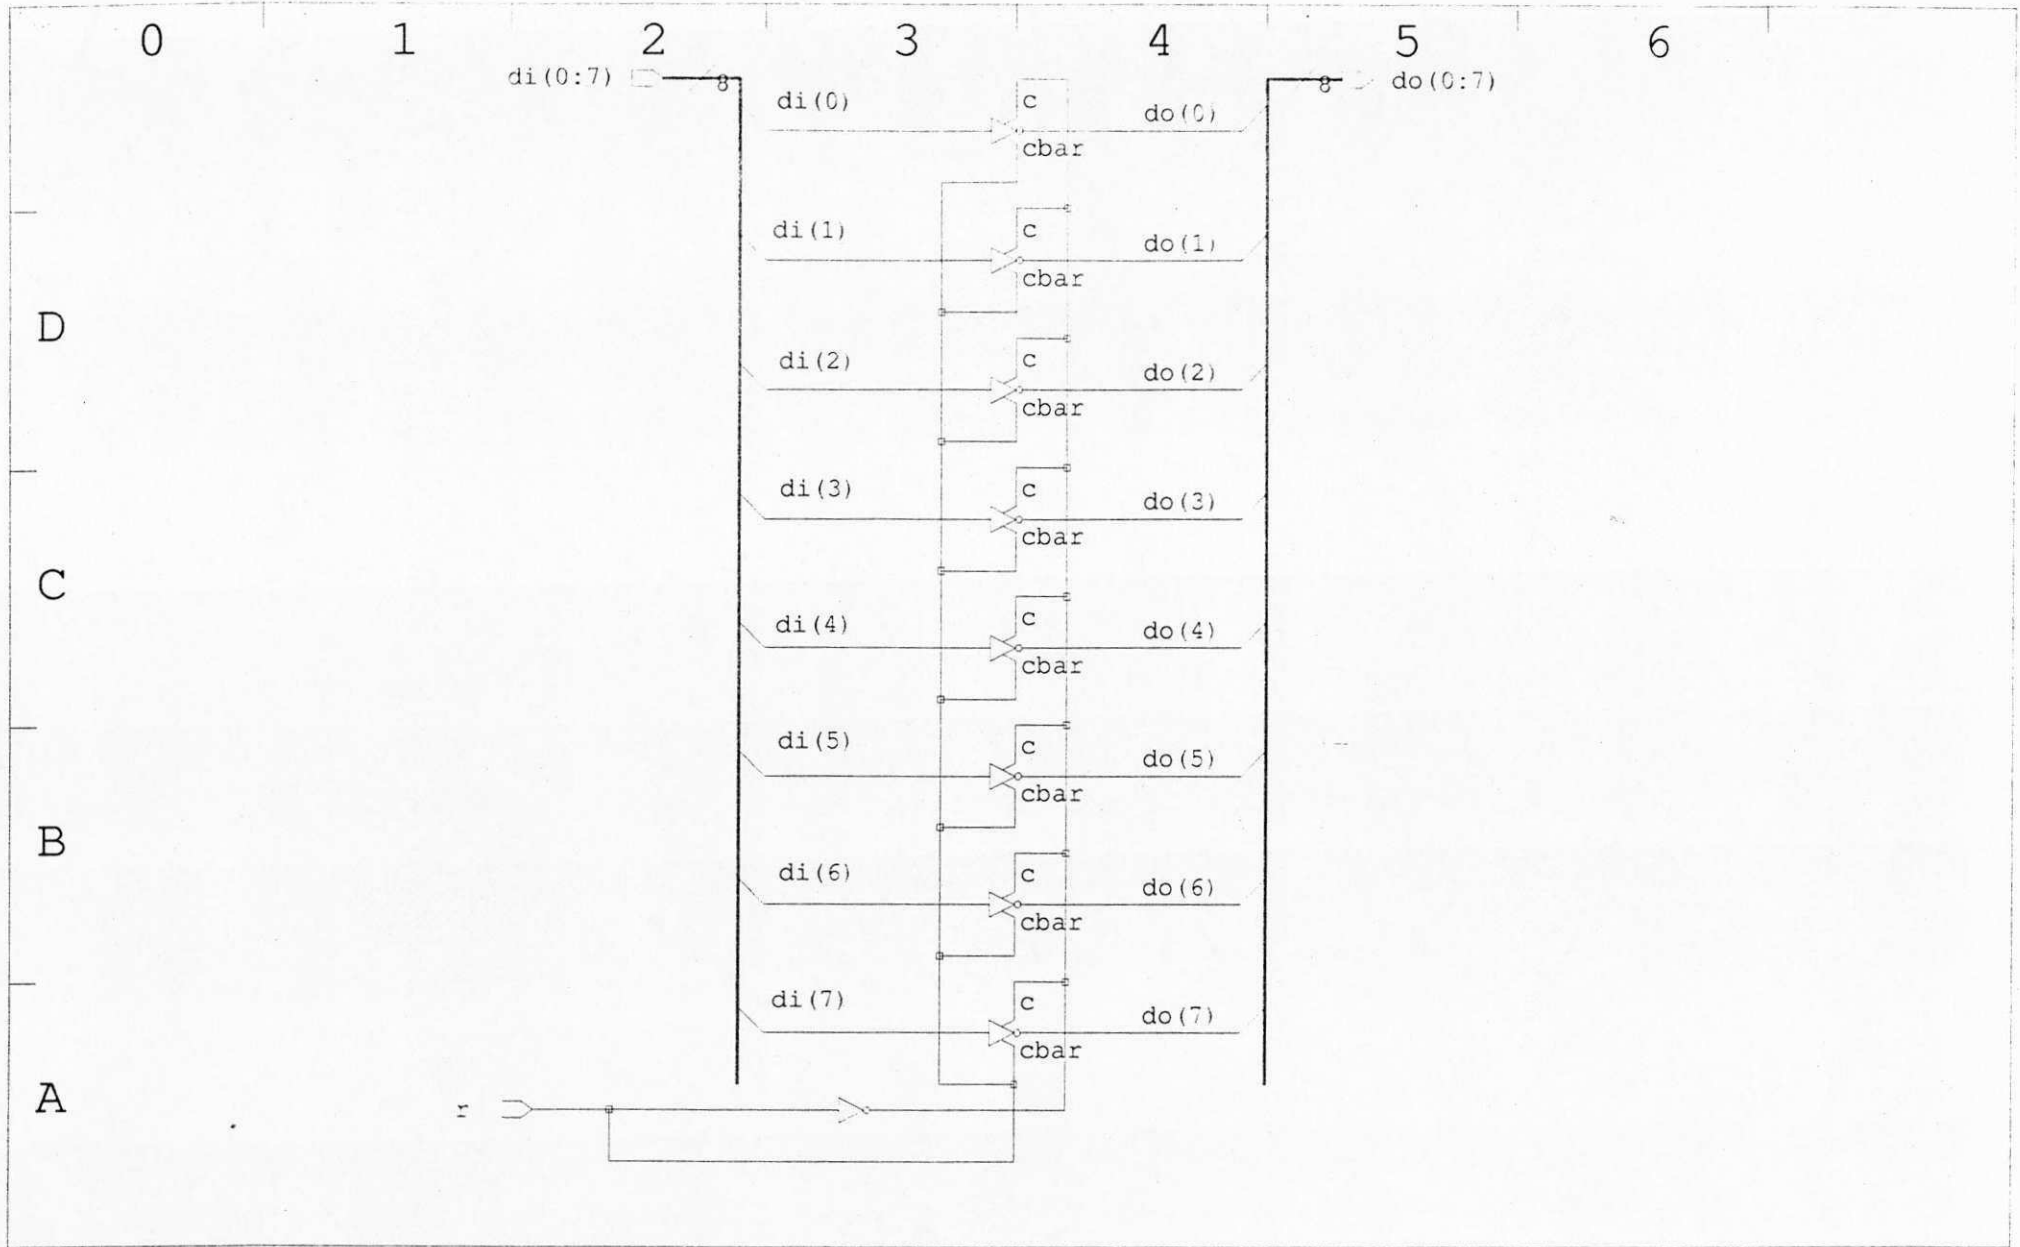 0 1 2 3 4 5 6
di(0:7) 8 8 do(0:7)
di(0) c do(0)
cbar
di(1) c do(1)
cbar
D
di(2) c do(2)
cbar
di(3) c do(3)
cbar
C
di(4) c do(4)
cbar
di(5) c do(5)
cbar
B
di(6) c do(6)
cbar
di(7) c do(7)
cbar
A
r